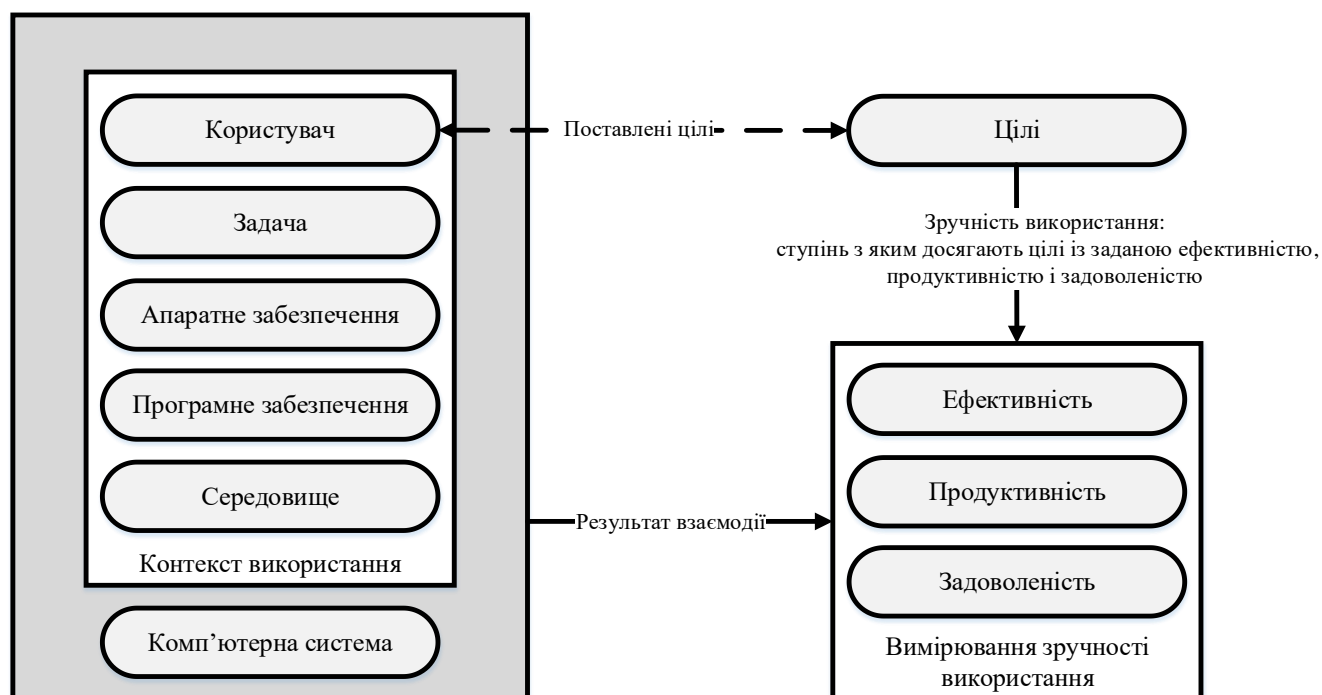 Користувач
Поставлені цілі
Цілі
Задача
Зручність використання:
ступінь з яким досягають цілі із заданою ефективністю,
продуктивністю і задоволеністю
Апаратне забезпечення
Програмне забезпечення
Середовище
Контекст використання
Комп’ютерна система
Результат взаємодії
Ефективність
Продуктивність
Задоволеність
Вимірювання зручності
використання